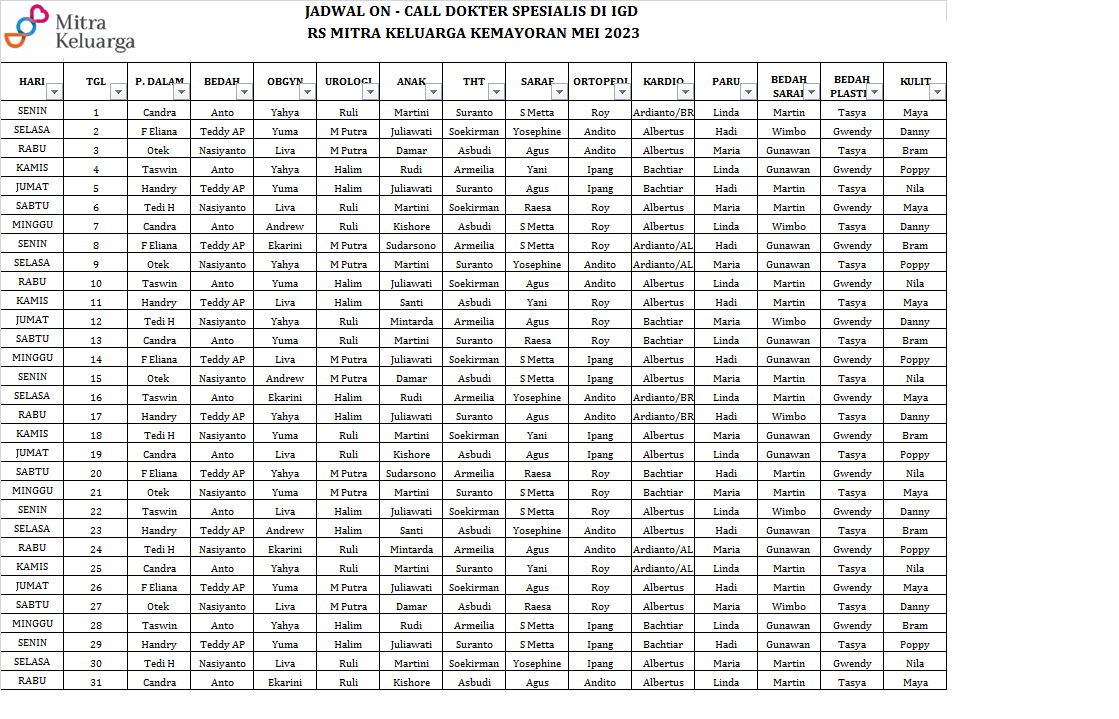 Mitra
Keluarga
JADWAL ON - CALL DOKTER SPESIALIS DI IGD
RS MITRA KELUARGA KEMAYORAN MEI 2023
HARI TGL P. DALAM BEDAH OBGYN UROLOGI ANAK THT SARAF ORTOPEDI KARDIO PARU BEDAH SARAF BEDAH PLASTI KULIT
SENIN 1 Candra Anto Yahya Ruli Martini Suranto S Metta Roy Ardianto/BR Linda Martin Tasya Maya
SELASA 2 F Eliana Teddy AP Yuma M Putra Juliawati Soekirman Yosephine Andito Albertus Hadi Wimbo Gwendy Danny
RABU 3 Otek Nasiyanto Liva M Putra Damar Asbudi Agus Andito Albertus Maria Gunawan Tasya Bram
KAMIS 4 Taswin Anto Yahya Halim Rudi Armeilia Yani Ipang Bachtiar Linda Gunawan Gwendy Poppy
JUMAT 5 Handry Teddy AP Yuma Halim Juliawati Suranto Agus Ipang Bachtiar Hadi Martin Tasya Nila
SABTU 6 Tedi H Nasiyanto Liva Ruli Martini Soekirman Raesa Roy Albertus Maria Martin Gwendy Maya
MINGGU 7 Candra Anto Andrew Ruli Kishore Asbudi S Metta Roy Albertus Linda Wimbo Tasya Danny
SENIN 8 F Eliana Teddy AP Ekarini M Putra Sudarsono Armeilia S Metta Roy Ardianto/AL Hadi Gunawan Gwendy Bram
SELASA 9 Otek Nasiyanto Yahya M Putra Martini Suranto Yosephine Andito Ardianto/AL Maria Gunawan Tasya Poppy
RABU 10 Taswin Anto Yuma Halim Juliawati Soekirman Agus Andito Albertus Linda Martin Gwendy Nila
KAMIS 11 Handry Teddy AP Liva Halim Santi Asbudi Yani Roy Albertus Hadi Martin Tasya Maya
JUMAT 12 Tedi H Nasiyanto Yahya Ruli Mintarda Armeilia Agus Roy Bachtiar Maria Wimbo Gwendy Danny
SABTU 13 Candra Anto Yuma Ruli Martini Suranto Raesa Roy Bachtiar Linda Gunawan Tasya Bram
MINGGU 14 F Eliana Teddy AP Liva M Putra Juliawati Soekirman S Metta Ipang Albertus Hadi Gunawan Gwendy Poppy
SENIN 15 Otek Nasiyanto Andrew M Putra Damar Asbudi S Metta Ipang Albertus Maria Martin Tasya Nila
SELASA 16 Taswin Anto Ekarini Halim Rudi Armeilia Yosephine Andito Ardianto/BR Linda Martin Gwendy Maya
RABU 17 Handry Teddy AP Yahya Halim Juliawati Suranto Agus Andito Ardianto/BR Hadi Wimbo Tasya Danny
KAMIS 18 Tedi H Nasiyanto Yuma Ruli Martini Soekirman Yani Ipang Albertus Maria Gunawan Gwendy Bram
JUMAT 19 Candra Anto Liva Ruli Kishore Asbudi Agus Ipang Albertus Linda Gunawan Tasya Poppy
SABTU 20 F Eliana Teddy AP Yahya M Putra Sudarsono Armeilia Raesa Roy Bachtiar Hadi Martin Gwendy Nila
MINGGU 21 Otek Nasiyanto Yuma M Putra Martini Suranto S Metta Roy Bachtiar Maria Martin Tasya Maya
SENIN 22 Taswin Anto Liva Halim Juliawati Soekirman S Metta Roy Albertus Linda Wimbo Gwendy Danny
SELASA 23 Handry Teddy AP Andrew Halim Santi Asbudi Yosephine Andito Albertus Hadi Gunawan Tasya Bram
RABU 24 Tedi H Nasiyanto Ekarini Ruli Mintarda Armeilia Agus Andito Ardianto/AL Maria Gunawan Gwendy Poppy
KAMIS 25 Candra Anto Yahya Ruli Martini Suranto Yani Roy Ardianto/AL Linda Martin Tasya Nila
JUMAT 26 F Eliana Teddy AP Yuma M Putra Juliawati Soekirman Agus Roy Albertus Hadi Martin Gwendy Maya
SABTU 27 Otek Nasiyanto Liva M Putra Damar Asbudi Raesa Roy Albertus Maria Wimbo Tasya Danny
MINGGU 28 Taswin Anto Yahya Halim Rudi Armeilia S Metta Ipang Bachtiar Linda Gunawan Gwendy Bram
SENIN 29 Handry Teddy AP Yuma Halim Juliawati Suranto S Metta Ipang Bachtiar Hadi Gunawan Tasya Poppy
SELASA 30 Tedi H Nasiyanto Liva Ruli Martini Soekirman Yosephine Ipang Albertus Maria Martin Gwendy Nila
RABU 31 Candra Anto Ekarini Ruli Kishore Asbudi Agus Andito Albertus Linda Martin Tasya Maya